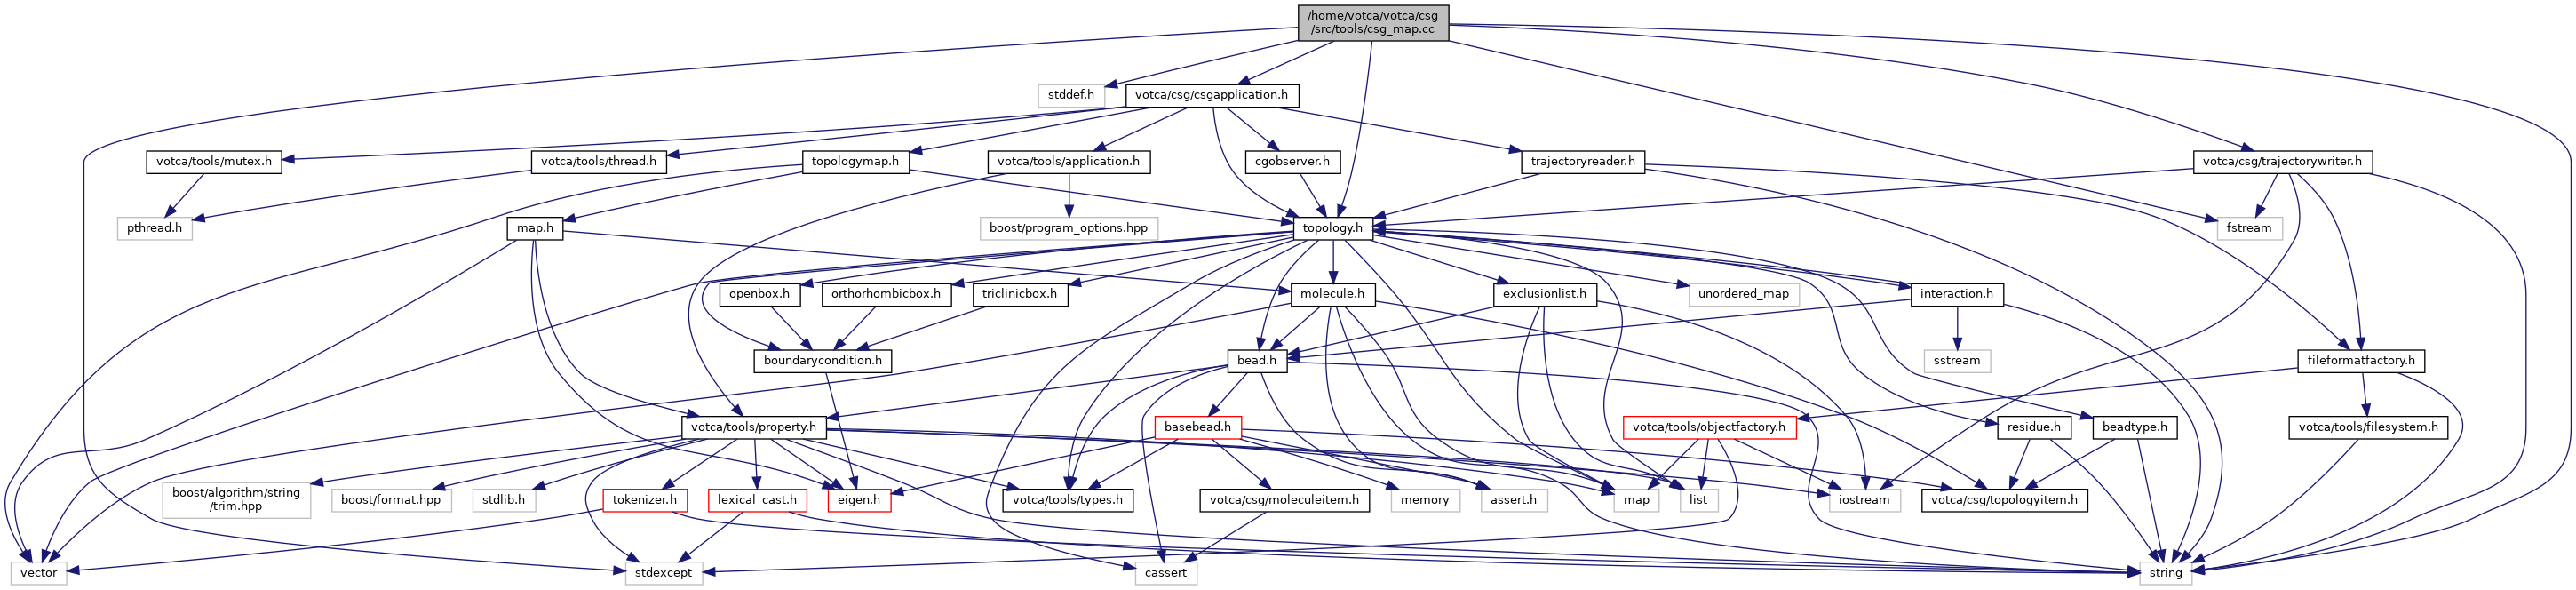 /home/votca/votca/csg
/src/tools/csg_map.cc
stddef.h
votca/csg/csgapplication.h
votca/tools/mutex.h
votca/tools/thread.h
topologymap.h
votca/tools/application.h
cgobserver.h
trajectoryreader.h
votca/csg/trajectorywriter.h
pthread.h
map.h
boost/program_options.hpp
topology.h
fstream
openbox.h
orthorhombicbox.h
triclinicbox.h
molecule.h
exclusionlist.h
unordered_map
interaction.h
boundarycondition.h
bead.h
sstream
fileformatfactory.h
votca/tools/property.h
basebead.h
votca/tools/objectfactory.h
residue.h
beadtype.h
votca/tools/filesystem.h
boost/algorithm/string
/trim.hpp
boost/format.hpp
stdlib.h
tokenizer.h
lexical_cast.h
eigen.h
votca/tools/types.h
votca/csg/moleculeitem.h
memory
assert.h
map
list
iostream
votca/csg/topologyitem.h
vector
stdexcept
cassert
string